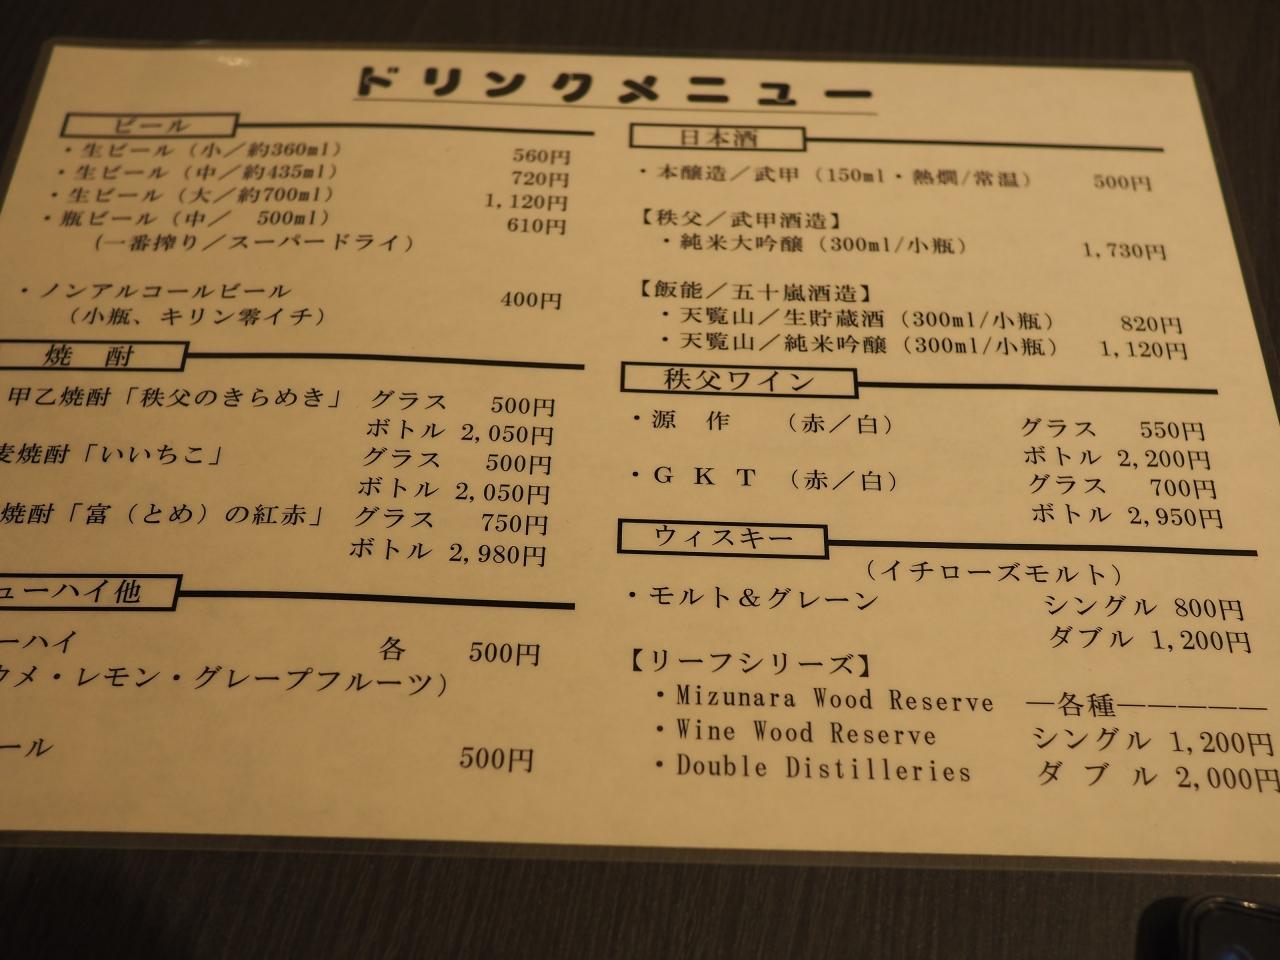 ドリンクメニュー
ビール
・生ビール（小／約360ml） 560円
・生ビール（中／約435ml） 720円
・生ビール（大／約700ml） 1,120円
・瓶ビール（中／　500ml） 610円
（一番搾り／スーパードライ）
・ノンアルコールビール 400円
（小瓶、キリン零イチ）
焼　酎
甲乙焼酎「秩父のきらめき」 グラス 500円
ボトル 2,050円
麦焼酎「いいちこ」 グラス 500円
ボトル 2,050円
焼酎「富（とめ）の紅赤」 グラス 750円
ボトル 2,980円
ューハイ他
ーハイ 各 500円
ウメ・レモン・グレープフルーツ）
ール 500円
日本酒
・本醸造／武甲（150ml・熱燗/常温） 500円
【秩父／武甲酒造】
・純米大吟醸（300ml/小瓶） 1,730円
【飯能／五十嵐酒造】
・天覧山／生貯蔵酒（300ml/小瓶） 820円
・天覧山／純米吟醸（300ml/小瓶） 1,120円
秩父ワイン
・源　作　（赤／白） グラス 550円
ボトル 2,200円
・ＧＫＴ（赤／白） グラス 700円
ボトル 2,950円
ウィスキー
（イチローズモルト）
・モルト＆グレーン シングル 800円
ダブル 1,200円
【リーフシリーズ】
・Mizunara Wood Reserve ―各種―――――
・Wine Wood Reserve シングル 1,200円
・Double Distilleries ダブル 2,000円